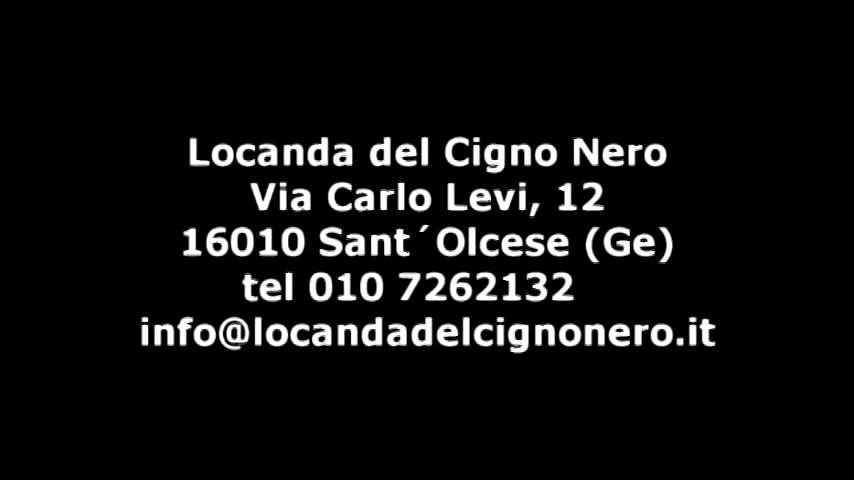 Locanda del Cigno Nero
Via Carlo Levi, 12
16010 Sant´Olcese (Ge)
tel 010 7262132
info@locandadelcignonero.it